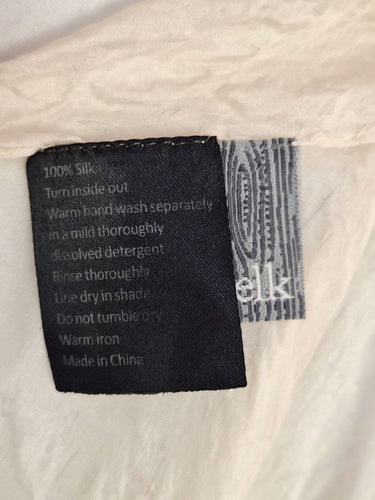 100% Silk
Turn inside out
Warm hand wash separately
in a mild thoroughly
dissolved detergent
Rinse thoroughly
Line dry in shade
Do not tumble dry
Warm iron
Made in China
elk